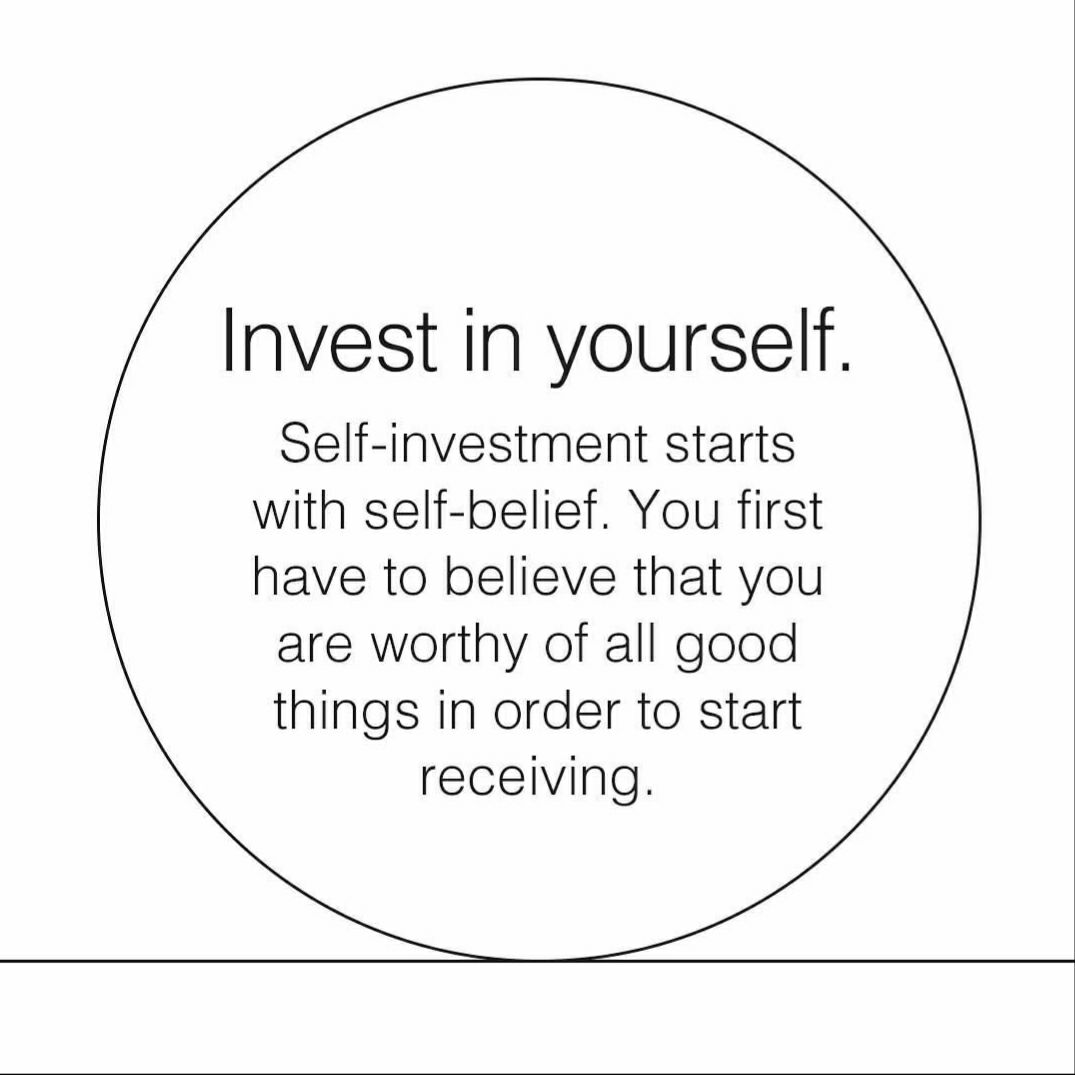 Invest in yourself.
Self-investment starts
with self-belief. You first
have to believe that you
are worthy of all good
things in order to start
receiving.